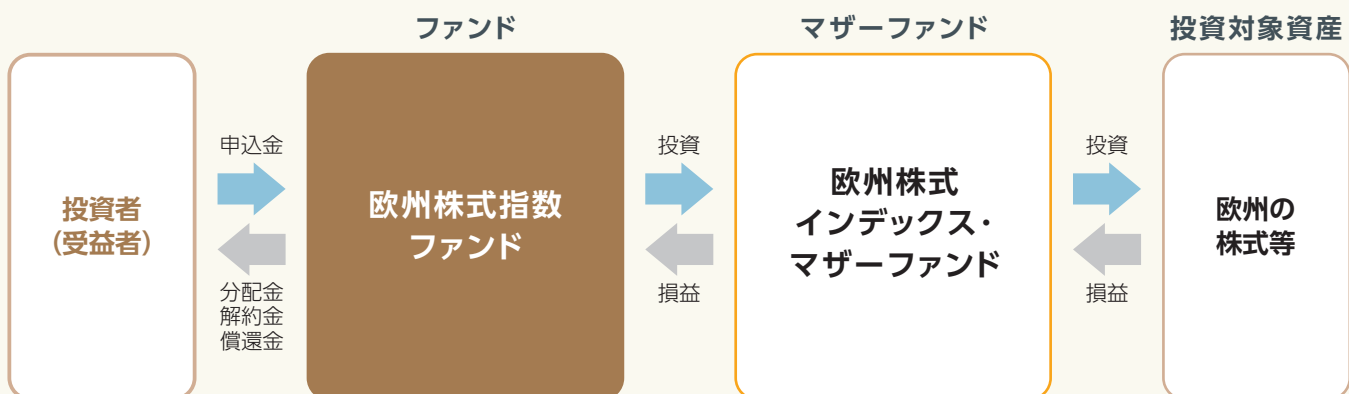 ファンド
マザーファンド
投資対象資産
投資者
(受益者)
申込金
分配金
解約金
償還金
欧州株式指数
ファンド
投資
損益
欧州株式
インデックス・
マザーファンド
投資
損益
欧州の
株式等